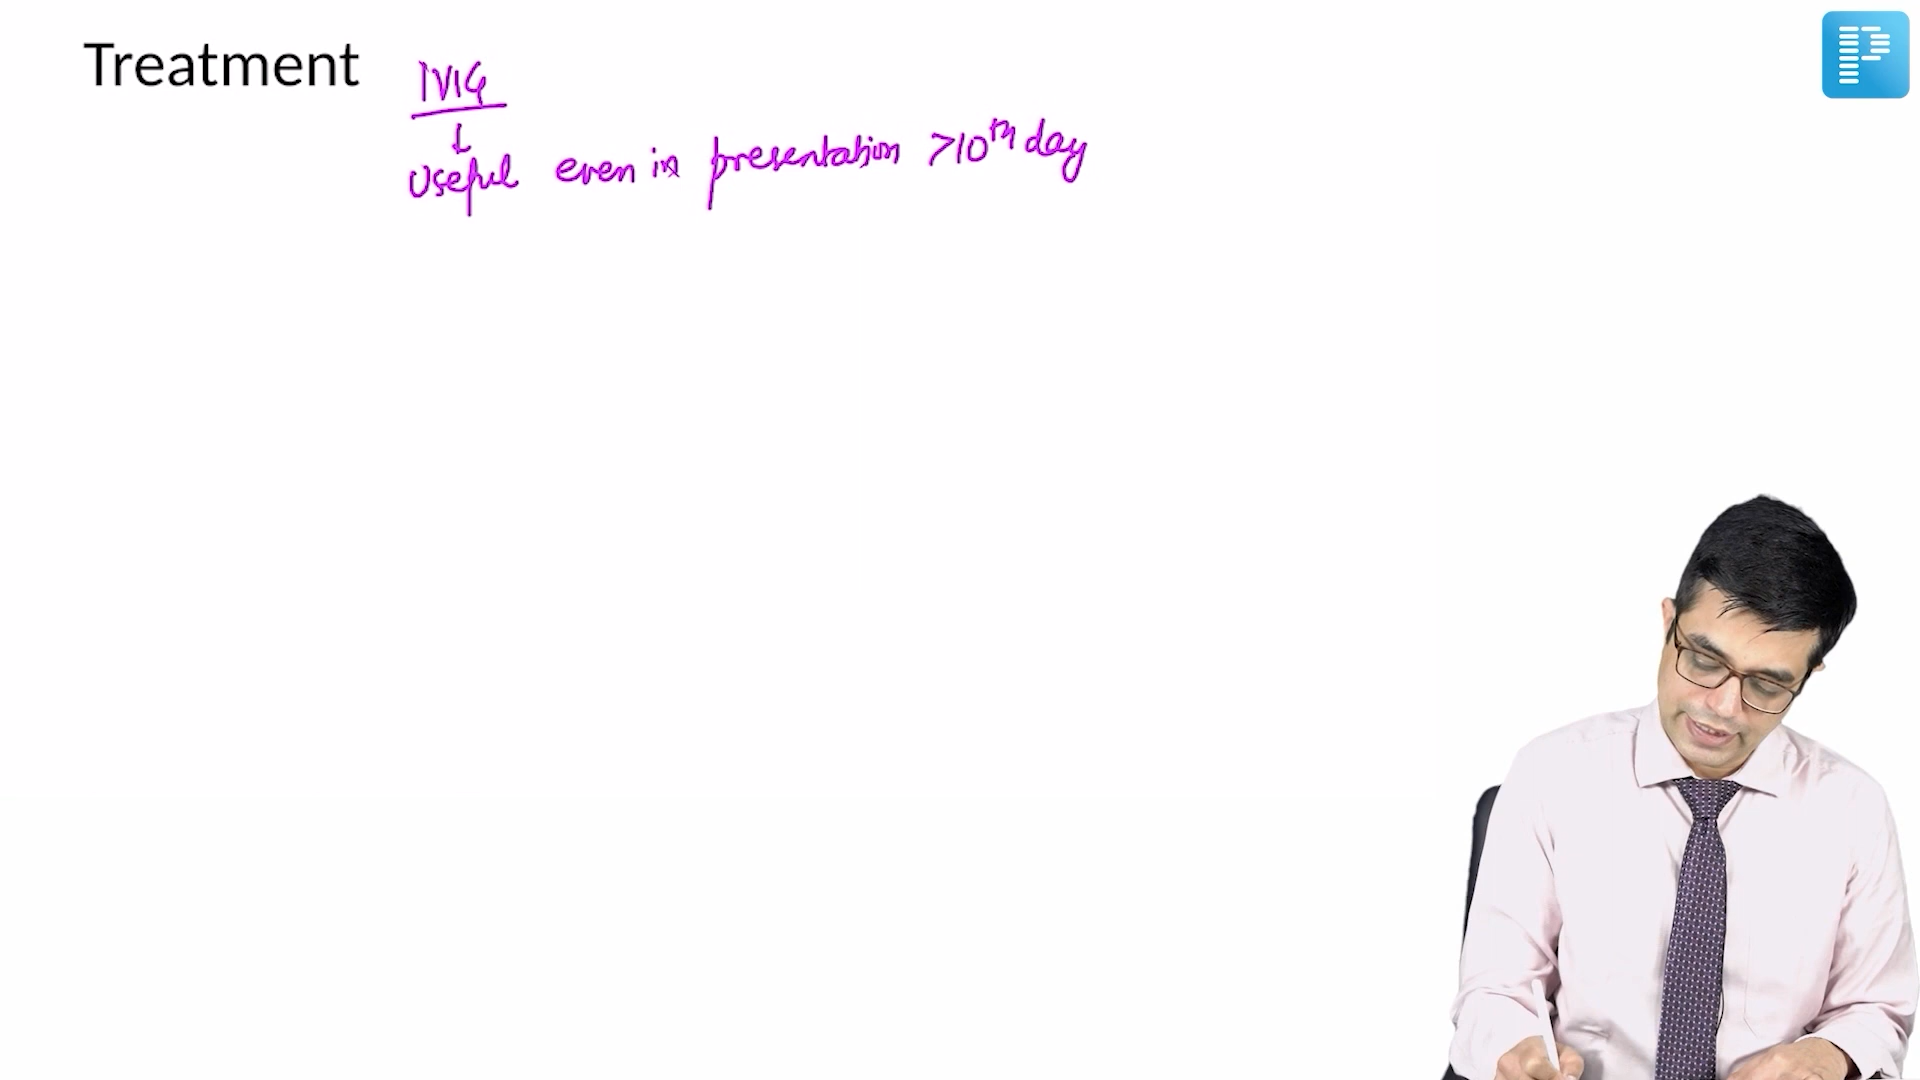 Treatment
IVIG
↓
Useful even in presentation >10th day